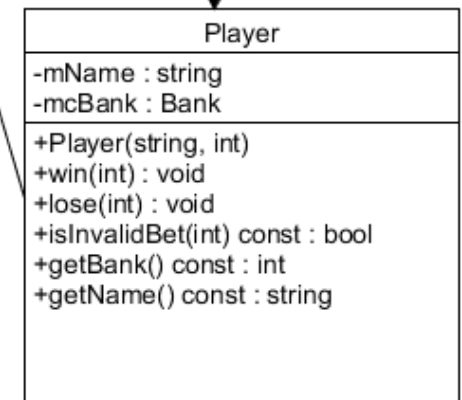 Player
-mName : string
-mcBank : Bank
+Player(string, int)
+win(int) : void
+lose(int) : void
+isInvalidBet(int) const : bool
+getBank() const : int
+getName() const : string